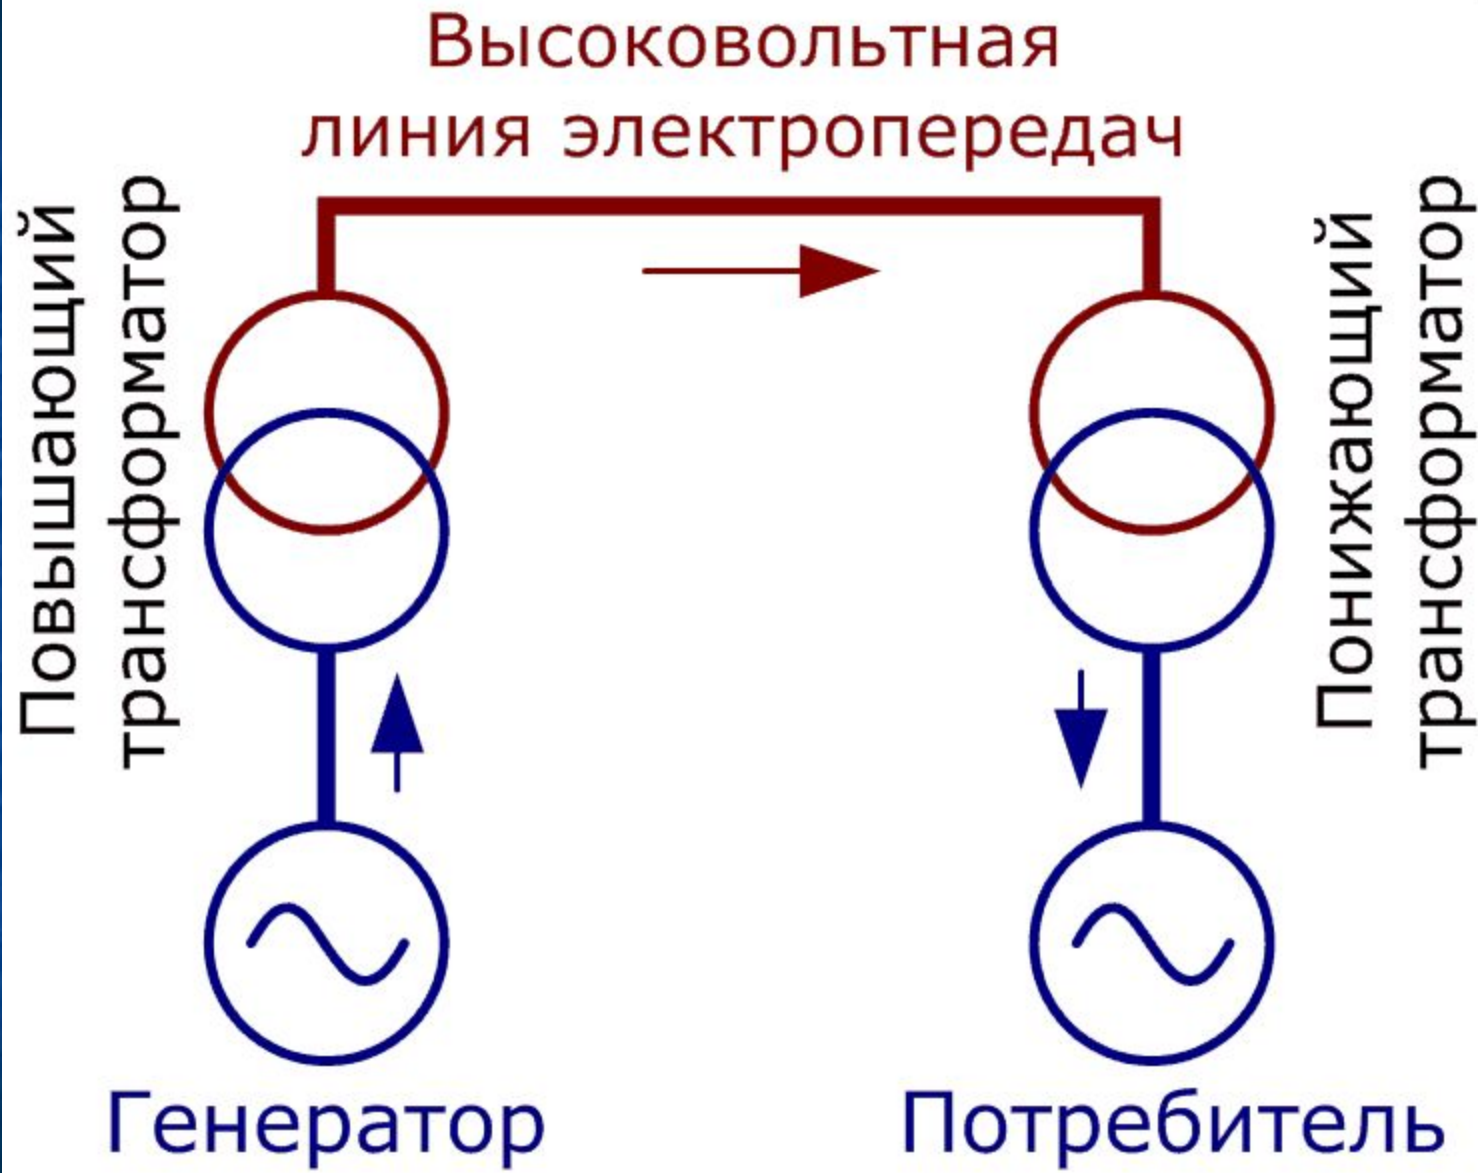 Высоковольтная
линия электропередач
Повышающий
трансформатор
Понижающий
трансформатор
Генератор
Потребитель